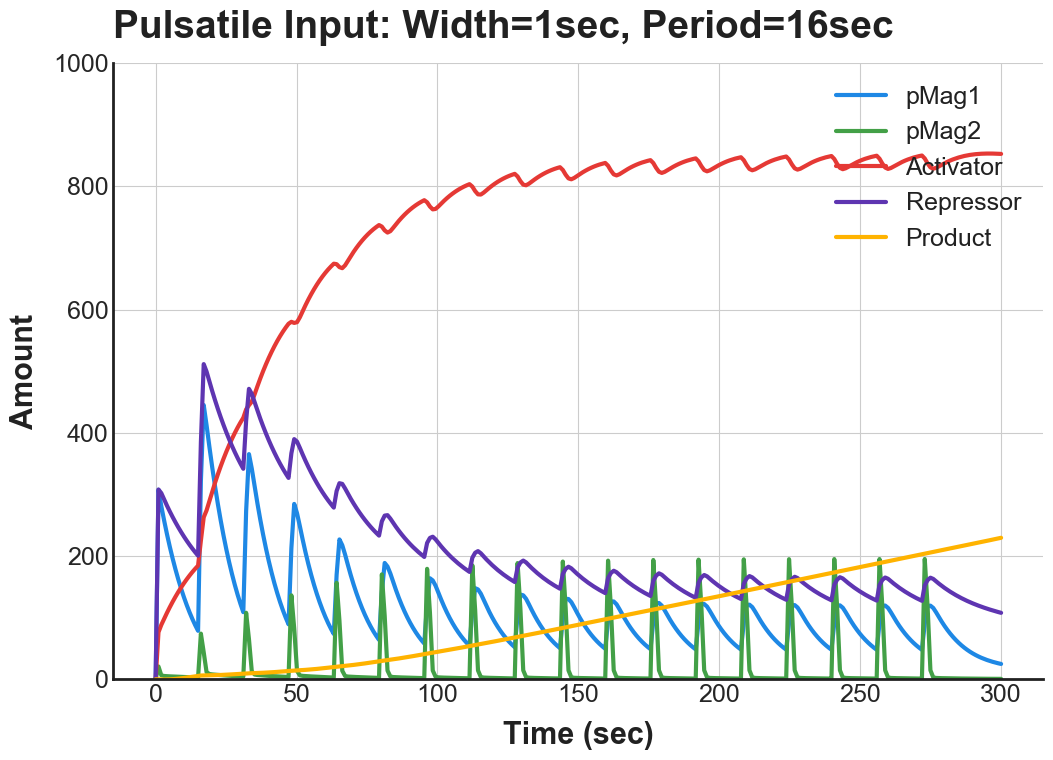 Pulsatile Input: Width=1sec, Period=16sec
1000
800
600
400
200
0
Amount
pMag1
pMag2
Activator
Repressor
Product
0 50 100 150 200 250 300
Time (sec)